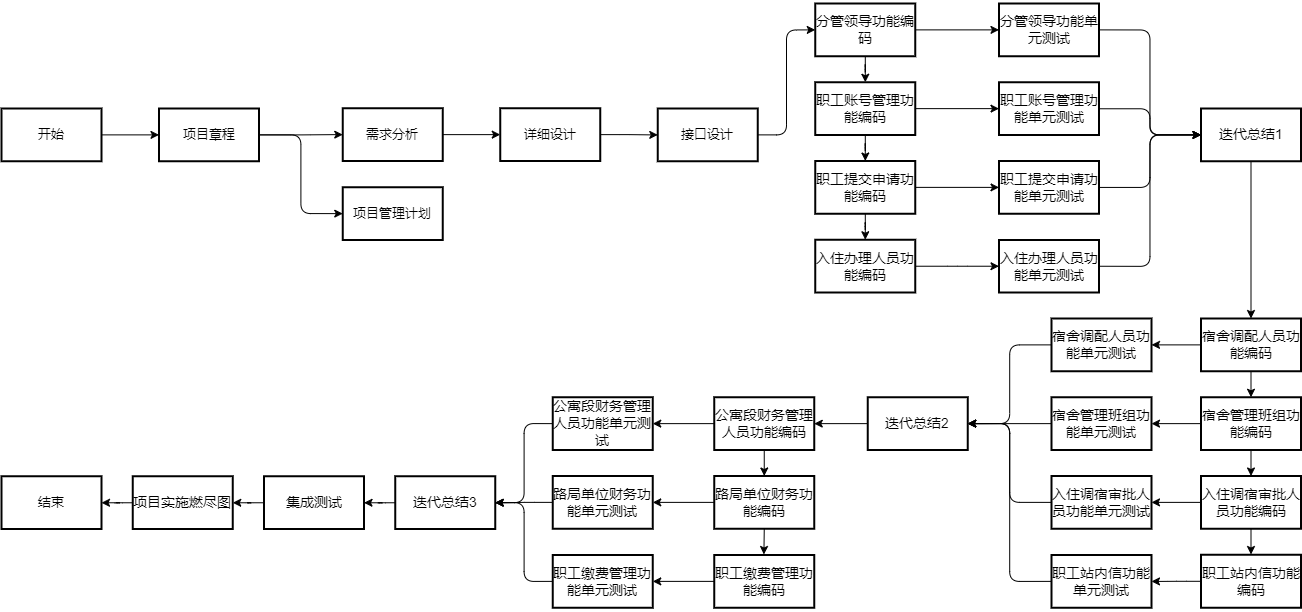 开始
项目章程
需求分析
项目管理计划
详细设计
接口设计
分管领导功能编
码
分管领导功能单
元测试
职工账号管理功
能编码
职工账号管理功
能单元测试
职工提交申请功
能编码
职工提交申请功
能单元测试
入住办理人员功
能编码
入住办理人员功
能单元测试
迭代总结1
宿舍调配人员功
能编码
宿舍调配人员功
能单元测试
宿舍管理班组功
能编码
宿舍管理班组功
能单元测试
入住调宿审批人
员功能编码
入住调宿审批人
员功能单元测试
职工站内信功能
编码
职工站内信功能
单元测试
迭代总结2
公寓段财务管理
人员功能编码
公寓段财务管理
人员功能单元测
试
路局单位财务功
能编码
路局单位财务功
能单元测试
职工缴费管理功
能编码
职工缴费管理功
能单元测试
迭代总结3
集成测试
项目实施燃尽图
结束